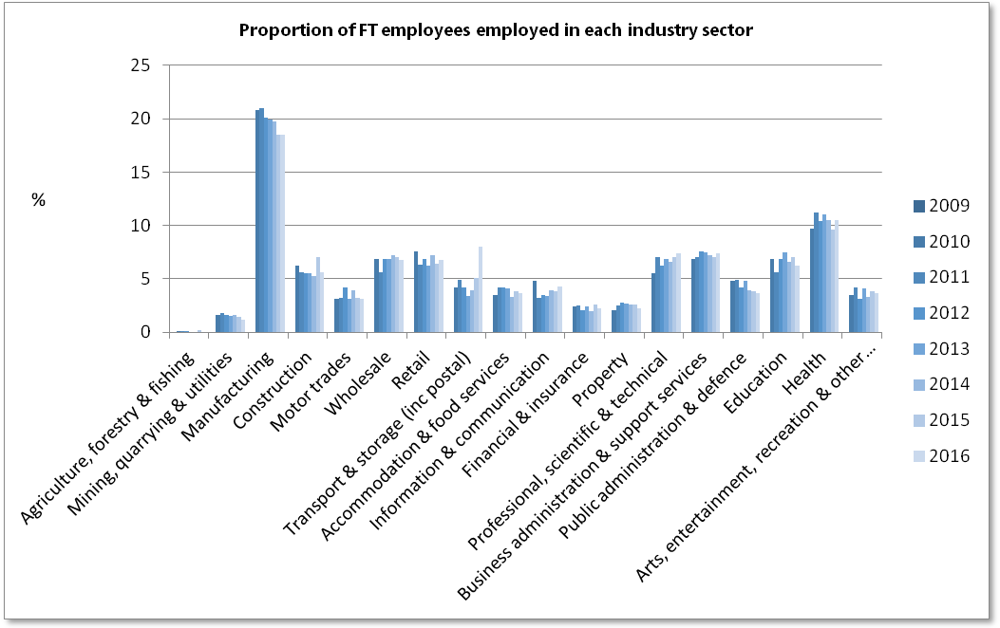 Proportion of FT employees employed in each industry sector
25
20
15
10
5
0
%
Agriculture, forestry & fishing
Mining, quarrying & utilities
Manufacturing
Construction
Motor trades
Wholesale
Retail
Transport & storage (inc postal)
Accommodation & food services
Information & communication
Financial & insurance
Property
Professional, scientific & technical
Business administration & support services
Public administration & defence
Education
Health
Arts, entertainment, recreation & other...
2009
2010
2011
2012
2013
2014
2015
2016